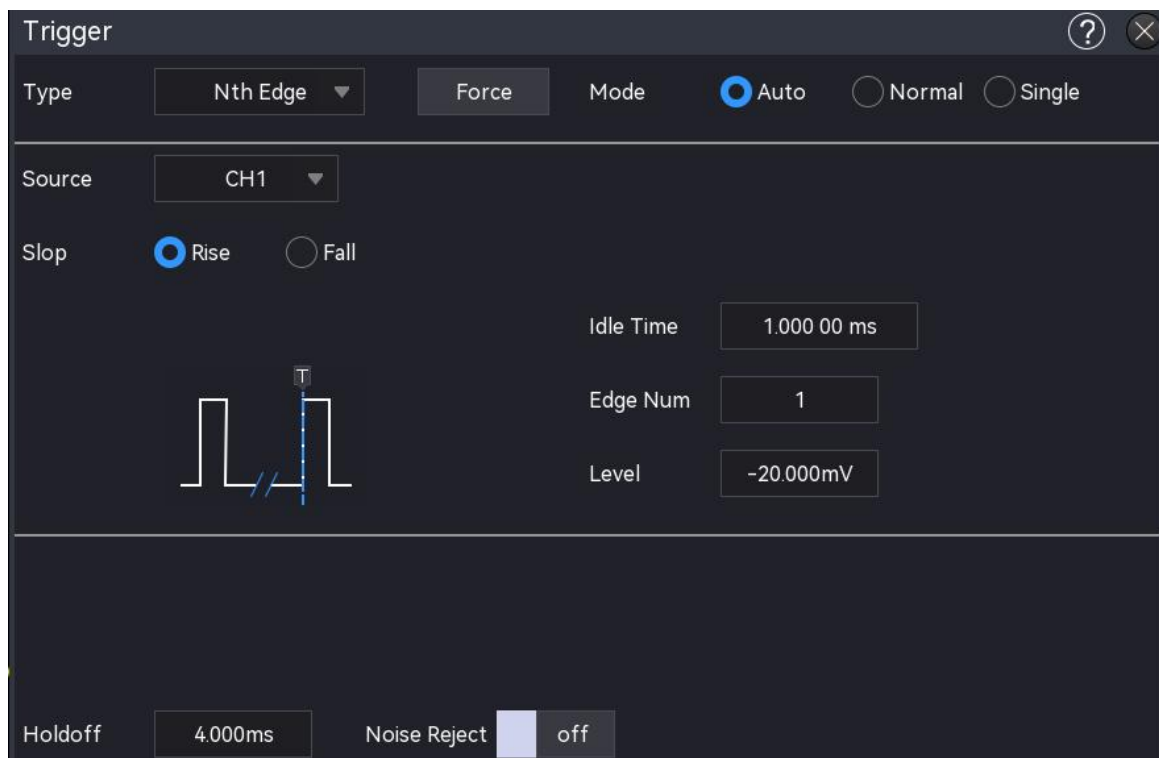 Trigger ?
Type Nth Edge Force Mode Auto Normal Single
Source CH1
Slop Rise Fall
Idle Time 1.000 00 ms
T
Edge Num 1
Level -20.000mV
Holdoff 4.000ms Noise Reject off